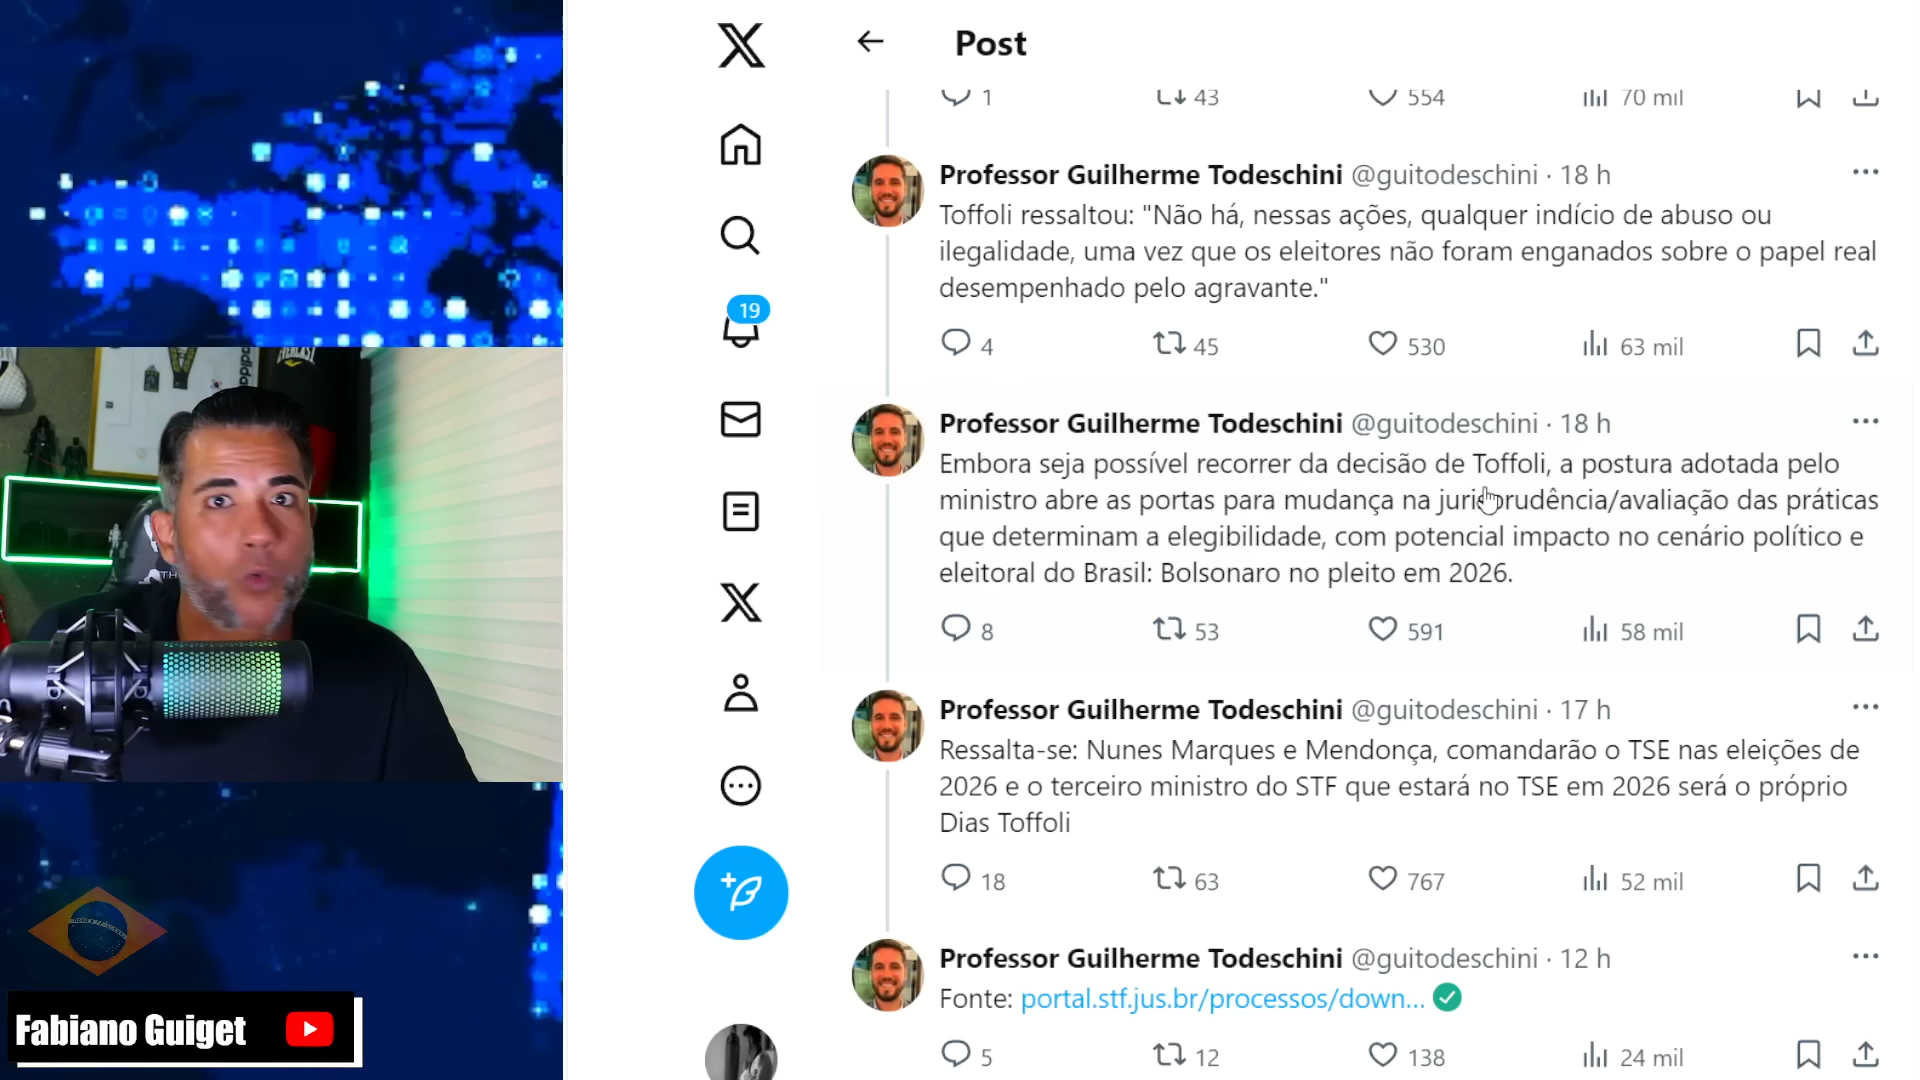 Post
1 43 554 70 mil
Professor Guilherme Todeschini @guitodeschini · 18 h
Toffoli ressaltou: "Não há, nessas ações, qualquer indício de abuso ou
ilegalidade, uma vez que os eleitores não foram enganados sobre o papel real
desempenhado pelo agravante."
4 45 530 63 mil
Professor Guilherme Todeschini @guitodeschini · 18 h
Embora seja possível recorrer da decisão de Toffoli, a postura adotada pelo
ministro abre as portas para mudança na jurisprudência/avaliação das práticas
que determinam a elegibilidade, com potencial impacto no cenário político e
eleitoral do Brasil: Bolsonaro no pleito em 2026.
8 53 591 58 mil
Professor Guilherme Todeschini @guitodeschini · 17 h
Ressalta-se: Nunes Marques e Mendonça, comandarão o TSE nas eleições de
2026 e o terceiro ministro do STF que estará no TSE em 2026 será o próprio
Dias Toffoli
18 63 767 52 mil
Professor Guilherme Todeschini @guitodeschini · 12 h
Fonte: portal.stf.jus.br/processos/down...
5 12 138 24 mil
19
EVERLAST
Fabiano Guiget